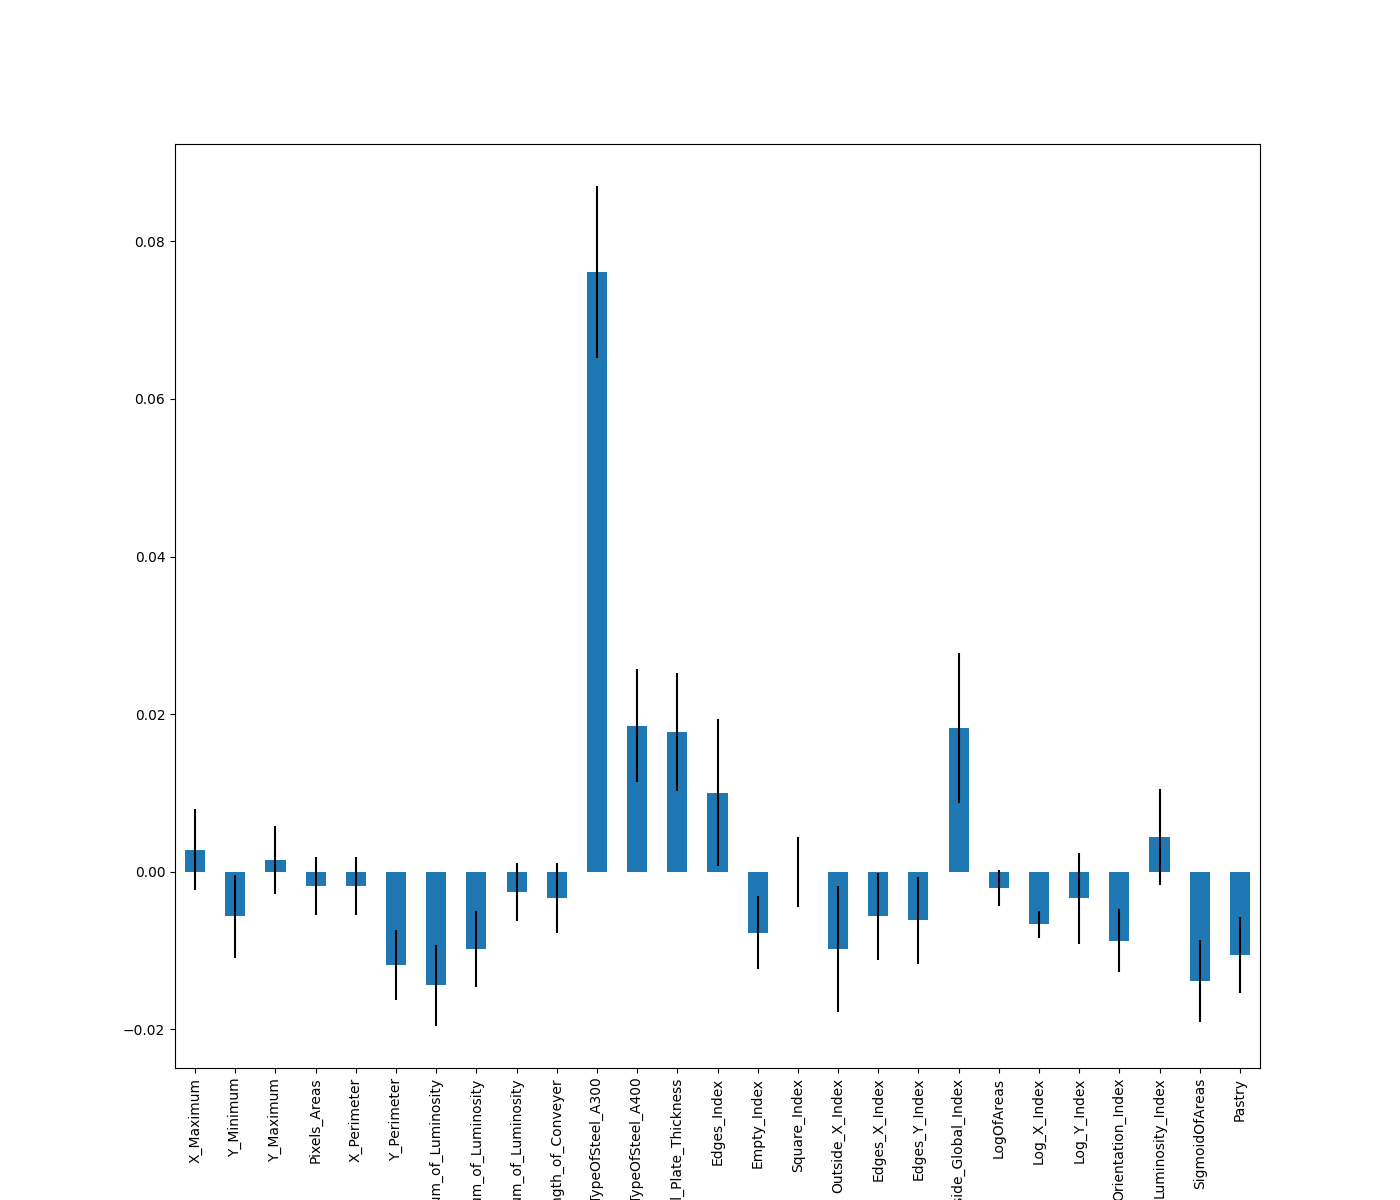 0.08
0.06
0.04
0.02
0.00
−0.02
X_Maximum
Y_Minimum
Y_Maximum
Pixels_Areas
X_Perimeter
Y_Perimeter
um_of_Luminosity
um_of_Luminosity
um_of_Luminosity
ngth_of_Conveyer
TypeOfSteel_A300
TypeOfSteel_A400
l_Plate_Thickness
Edges_Index
Empty_Index
Square_Index
Outside_X_Index
Edges_X_Index
Edges_Y_Index
side_Global_Index
LogOfAreas
Log_X_Index
Log_Y_Index
Orientation_Index
Luminosity_Index
SigmoidOfAreas
Pastry